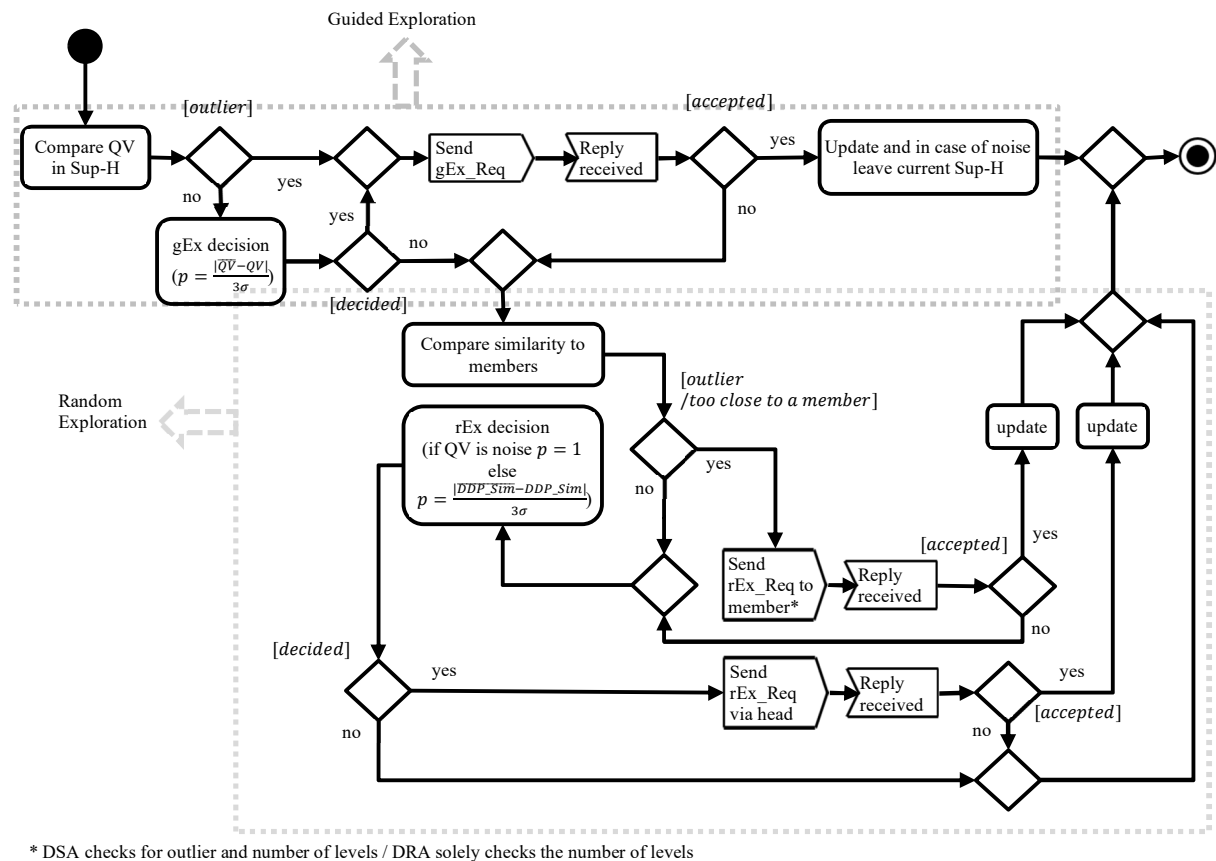 Guided Exploration
[outlier]
[accepted]
Compare QV
in Sup-H
yes
no
Send
gEx_Req
Reply
received
yes
no
Update and in case of noise
leave current Sup-H
gEx decision
(p = |\overline{QV}−QV| / 3σ)
yes
no
[decided]
Compare similarity to
members
[outlier
/too close to a member]
Random
Exploration
rEx decision
(if QV is noise p = 1
else
p = |\overline{DDP_Sim}−DDP_Sim| / 3σ)
yes
no
update
update
Send
rEx_Req to
member*
Reply
received
[accepted]
yes
no
[decided]
yes
no
Send
rEx_Req
via head
Reply
received
yes
[accepted]
no
* DSA checks for outlier and number of levels / DRA solely checks the number of levels